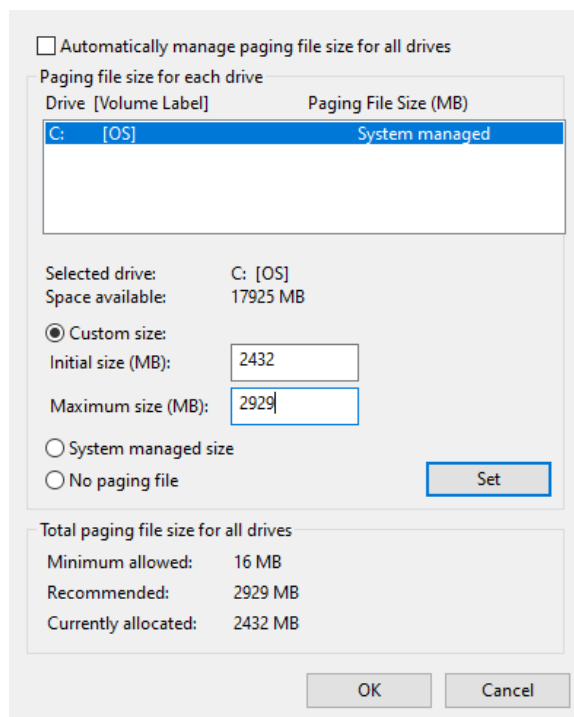 Automatically manage paging file size for all drives
Paging file size for each drive
Drive [Volume Label] Paging File Size (MB)
C: [OS] System managed
Selected drive: C: [OS]
Space available: 17925 MB
Custom size:
Initial size (MB): 2432
Maximum size (MB): 2929
System managed size
No paging file Set
Total paging file size for all drives
Minimum allowed: 16 MB
Recommended: 2929 MB
Currently allocated: 2432 MB
OK Cancel